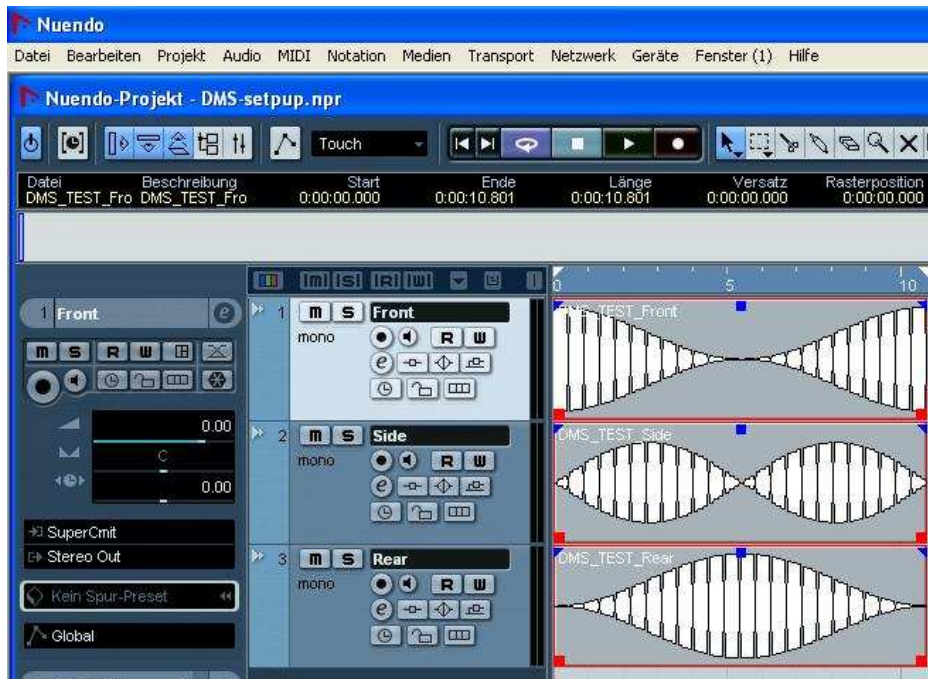 Nuendo
Datei Bearbeiten Projekt Audio MIDI Notation Medien Transport Netzwerk Geräte Fenster (1) Hilfe
Nuendo-Projekt - DMS-setpup.npr
Touch
Datei Beschreibung Start Ende Länge Versatz Rasterposition
DMS_TEST_Fro DMS_TEST_Fro 0:00:00.000 0:00:10.801 0:00:10.801 0:00:00.000 0:00:00.000
[m] [S] [R] [W]
0 5 10
1 Front e
m S R W
0.00
C
0.00
SuperCmit
Stereo Out
Kein Spur-Preset
Global
1 m S Front
mono R W
e
DMS_TEST_Front
2 m S Side
mono R W
e
DMS_TEST_Side
3 m S Rear
mono R W
e
DMS_TEST_Rear